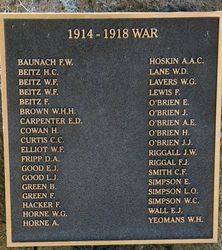 1914 - 1918 WAR
BAUNACH F.W.
BEITZ H.C.
BEITZ W.F.
BEITZ W.F.
BEITZ F.
BROWN W.H.H.
CARPENTER E.D.
COWAN H.
CURTIS C.C.
ELLIOT W.F.
FRIPP D.A.
GOOD E.J.
GOOD L.J.
GREEN B.
GREEN F.
HACKER F.
HORNE W.G.
HORNE A.
HOSKIN A.A.C.
LANE W.D.
LAVERS W.G.
LEWIS F.
O'BRIEN E.
O'BRIEN J.
O'BRIEN A.E.
O'BRIEN H.
O'BRIEN J.J.
RIGGALL J.W.
RIGGAL F.J.
SMITH C.F.
SIMPSON E.
SIMPSON L.O.
SIMPSON W.C.
WALL E.J.
YEOMANS W.H.